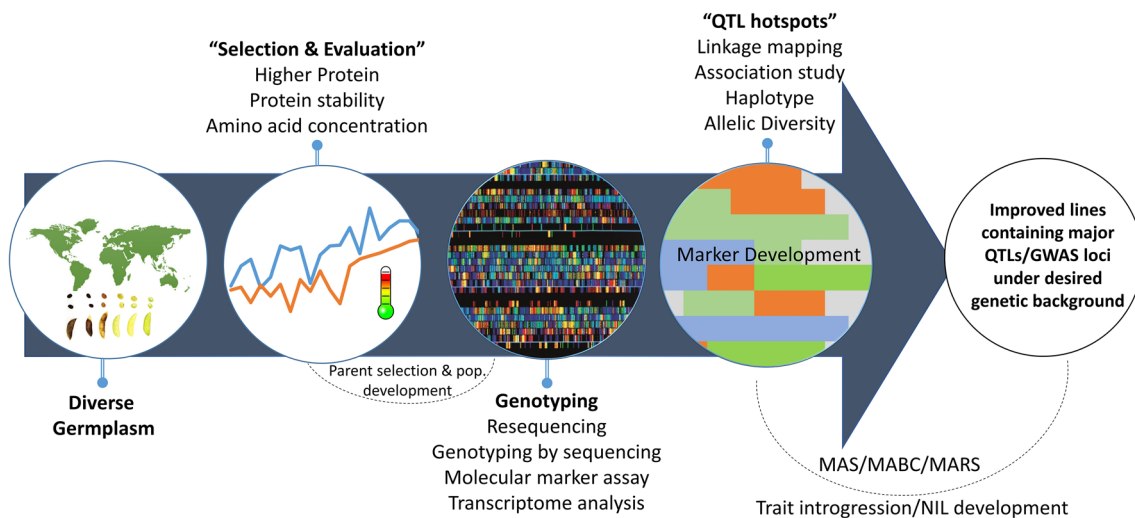 “Selection & Evaluation”
Higher Protein
Protein stability
Amino acid concentration
“QTL hotspots”
Linkage mapping
Association study
Haplotype
Allelic Diversity
Marker Development
Improved lines
containing major
QTLs/GWAS loci
under desired
genetic background
Diverse
Germplasm
Parent selection & pop.
development
Genotyping
Resequencing
Genotyping by sequencing
Molecular marker assay
Transcriptome analysis
MAS/MABC/MARS
Trait introgression/NIL development